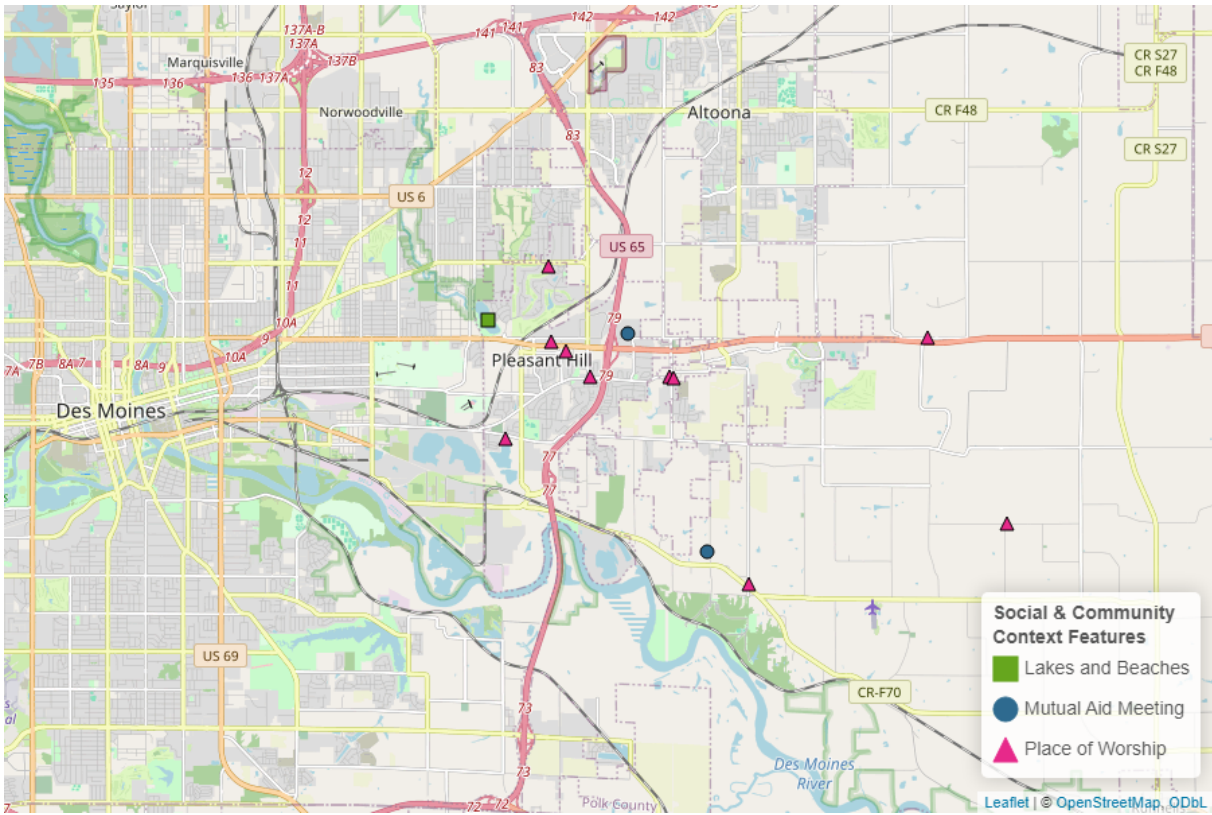 142
142
141
141
137A-B
137A
137B
83
CR S27
CR F48
Marquisville
135
136
136
137A
Norwoodville
Altoona
CR F48
83
CR S27
12
US 6
12
US 65
11
11
79
10A
9
7B
8A
7
8A
9
10A
7A
Pleasant Hill
79
Des Moines
77
77
US 69
CR-F70
73
73
Des Moines
River
72
72
7
Polk County
Social & Community
Context Features
Lakes and Beaches
Mutual Aid Meeting
Place of Worship
Leaflet | © OpenStreetMap, ODbL